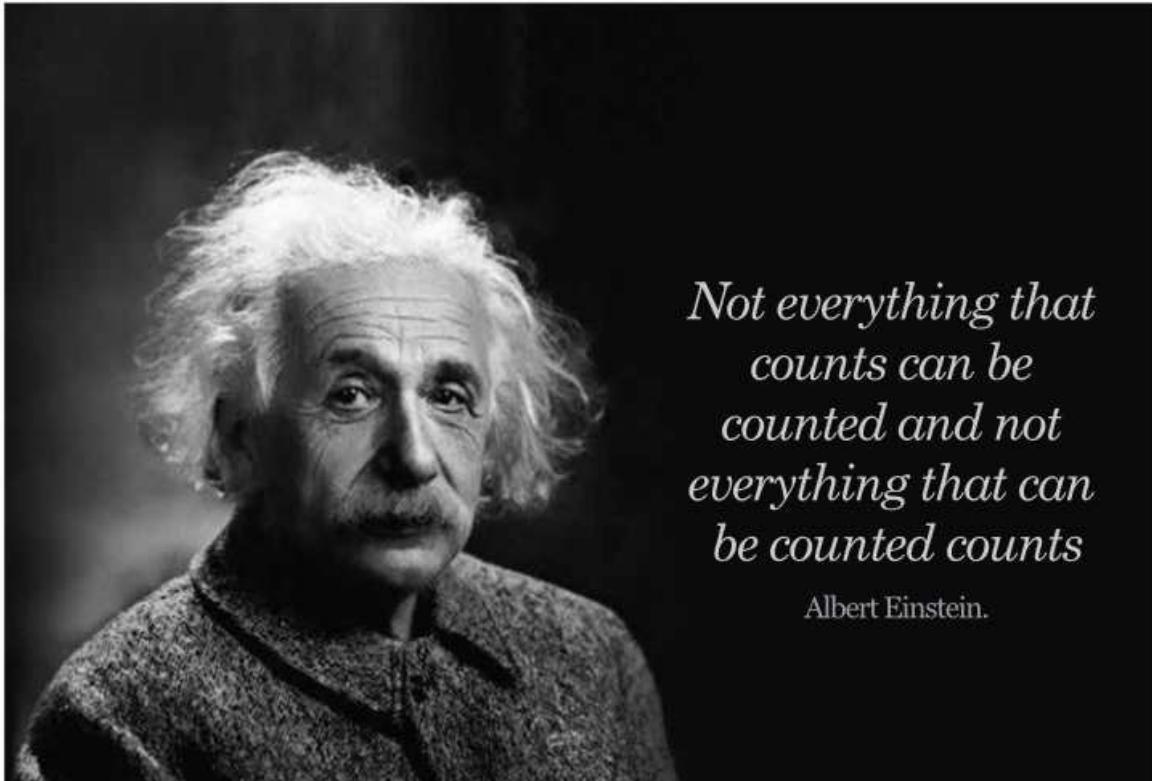 Not everything that
counts can be
counted and not
everything that can
be counted counts
Albert Einstein.